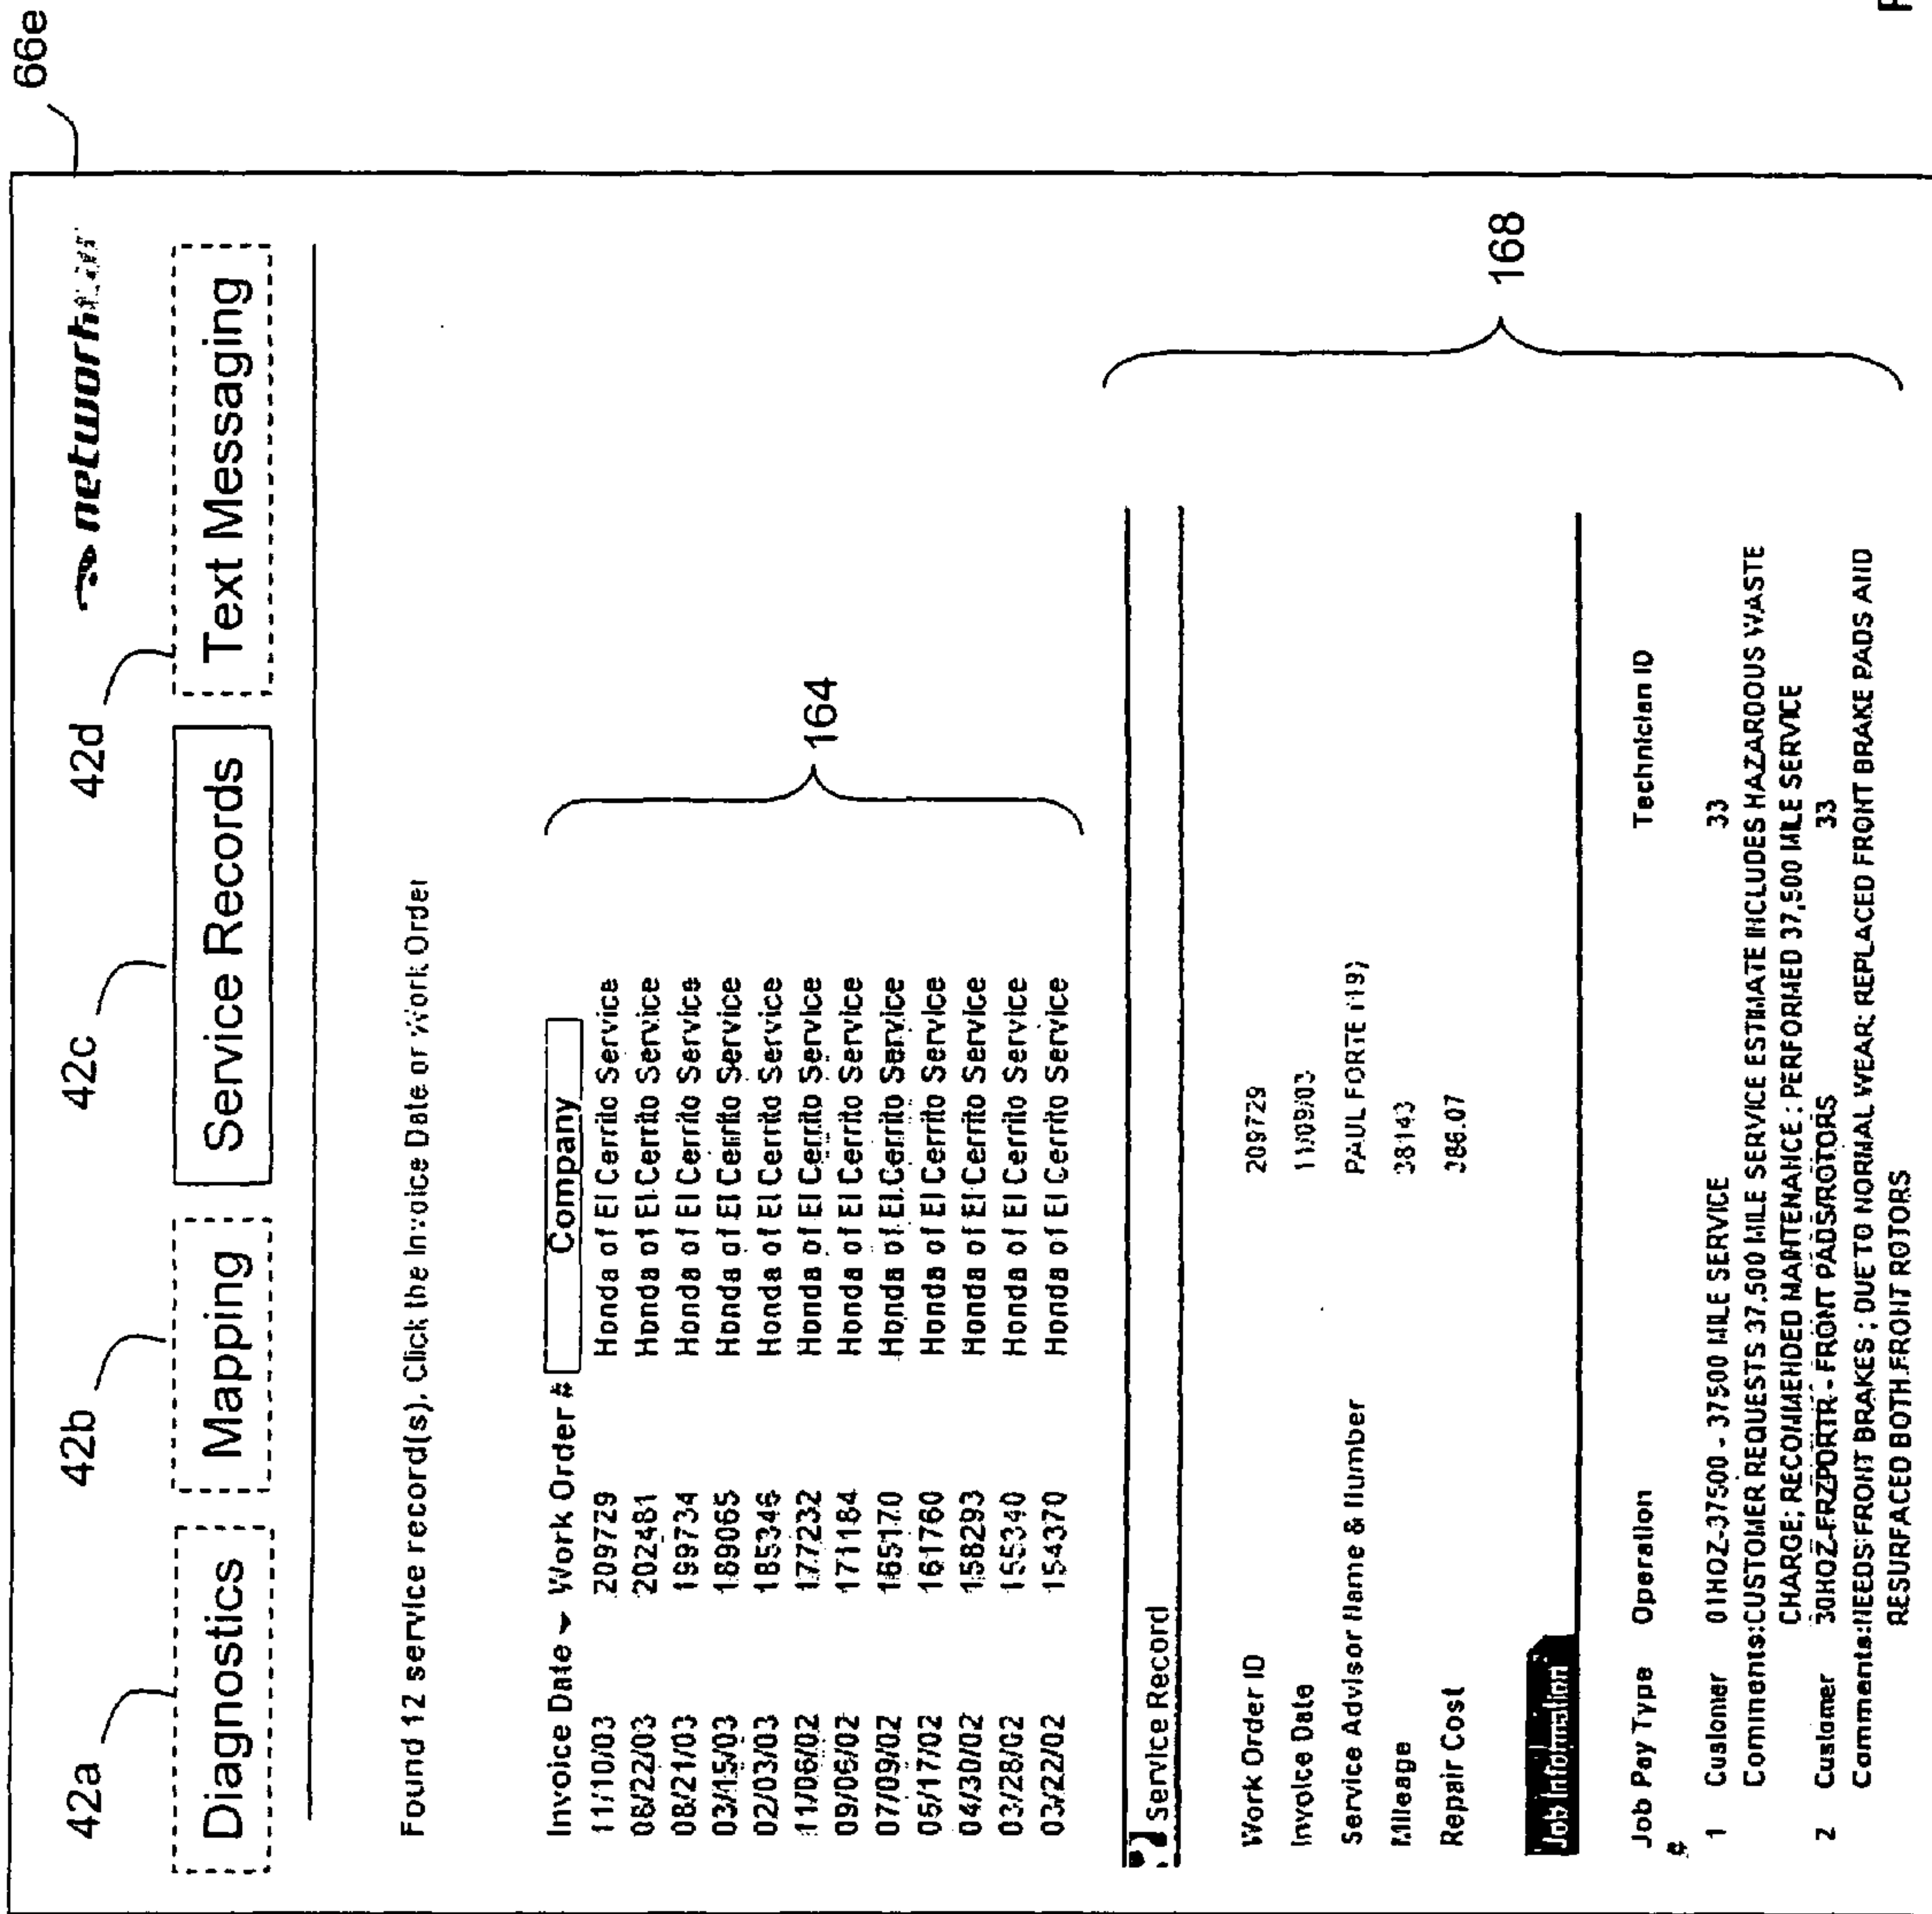 66e
network
42a 42b 42c 42d
Diagnostics Mapping Service Records Text Messaging
Found 12 service record(s). Click the Invoice Date or Work Order
Invoice Date Work Order # Company
11/10/03 209729 Honda of El Cerrito Service
08/22/03 202481 Honda of El Cerrito Service
08/21/03 199734 Honda of El Cerrito Service
03/15/03 189065 Honda of El Cerrito Service
02/03/03 185346 Honda of El Cerrito Service
11/06/02 177232 Honda of El Cerrito Service
09/06/02 171184 Honda of El Cerrito Service
07/09/02 165170 Honda of El Cerrito Service
05/17/02 161760 Honda of El Cerrito Service
04/30/02 158293 Honda of El Cerrito Service
03/28/02 155340 Honda of El Cerrito Service
03/22/02 154370 Honda of El Cerrito Service
164
Service Record
Work Order ID 209729
Invoice Date 11/09/03
Service Advisor Name & Number PAUL FORTE (19)
Mileage 38143
Repair Cost 386.07
168
Job Information
Job Pay Type Operation Technician ID
#
1 Customer 01HOZ-37500 - 37500 MILE SERVICE 33
Comments:CUSTOMER REQUESTS 37,500 MILE SERVICE ESTIMATE INCLUDES HAZARDOUS WASTE
CHARGE; RECOMMENDED MAINTENANCE ; PERFORMED 37,500 MILE SERVICE
2 Customer 30HOZ-FRZPDRTR - FRONT PADS/ROTORS 33
Comments:NEEDS FRONT BRAKES ; DUE TO NORMAL WEAR; REPLACED FRONT BRAKE PADS AND
RESURFACED BOTH FRONT ROTORS